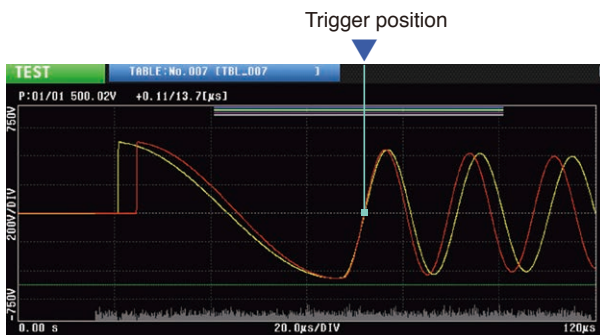 Trigger position
TEST
TABLE:No.007 [TBL_007 ]
P:01/01 500.02V +0.11/13.7[µs]
750V
200V/DIV
-750V
0.00 s
20.0µs/DIV
120µs